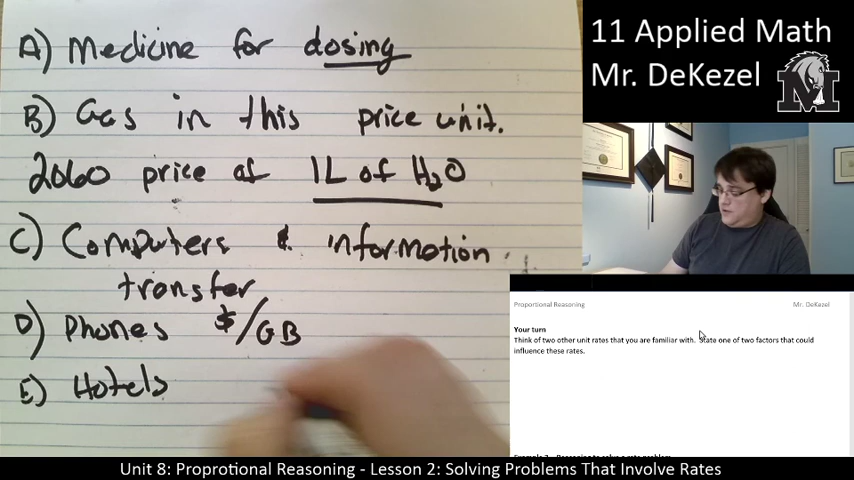 A) Medicine for dosing
B) Gas in this price unit.
2060 price of 1L of H₂O
C) Computers & information
transfer
D) Phones $/GB
E) Hotels
11 Applied Math
Mr. DeKezel
M
Proportional Reasoning Mr. DeKezel
Your turn
Think of two other unit rates that you are familiar with. State one of two factors that could
influence these rates.
Unit 8: Proprotional Reasoning - Lesson 2: Solving Problems That Involve Rates